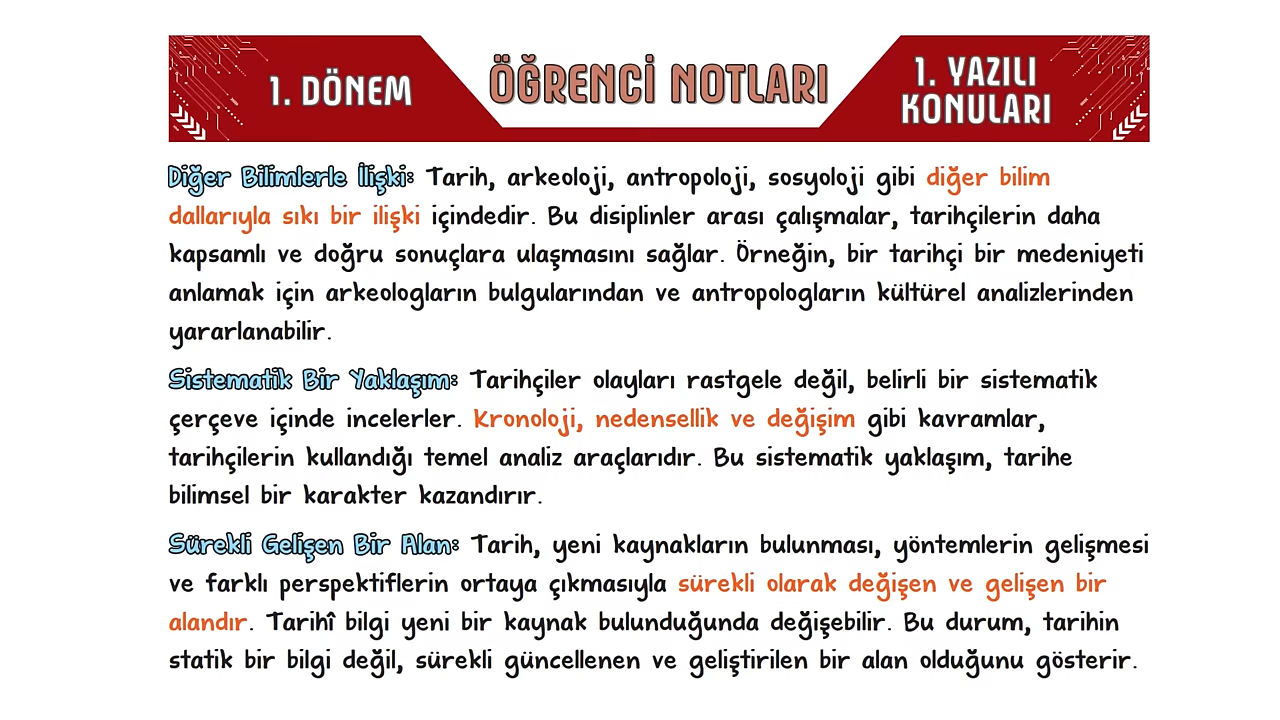 1. DÖNEM
ÖĞRENCİ NOTLARI
1. YAZILI
KONULARI
Diğer Bilimlerle İlişki: Tarih, arkeoloji, antropoloji, sosyoloji gibi diğer bilim
dallarıyla sıkı bir ilişki içindedir. Bu disiplinler arası çalışmalar, tarihçilerin daha
kapsamlı ve doğru sonuçlara ulaşmasını sağlar. Örneğin, bir tarihçi bir medeniyeti
anlamak için arkeologların bulgularından ve antropologların kültürel analizlerinden
yararlanabilir.
Sistematik Bir Yaklaşım: Tarihçiler olayları rastgele değil, belirli bir sistematik
çerçeve içinde incelerler. Kronoloji, nedensellik ve değişim gibi kavramlar,
tarihçilerin kullandığı temel analiz araçlarıdır. Bu sistematik yaklaşım, tarihe
bilimsel bir karakter kazandırır.
Sürekli Gelişen Bir Alan: Tarih, yeni kaynakların bulunması, yöntemlerin gelişmesi
ve farklı perspektiflerin ortaya çıkmasıyla sürekli olarak değişen ve gelişen bir
alandır. Tarihî bilgi yeni bir kaynak bulunduğunda değişebilir. Bu durum, tarihin
statik bir bilgi değil, sürekli güncellenen ve geliştirilen bir alan olduğunu gösterir.